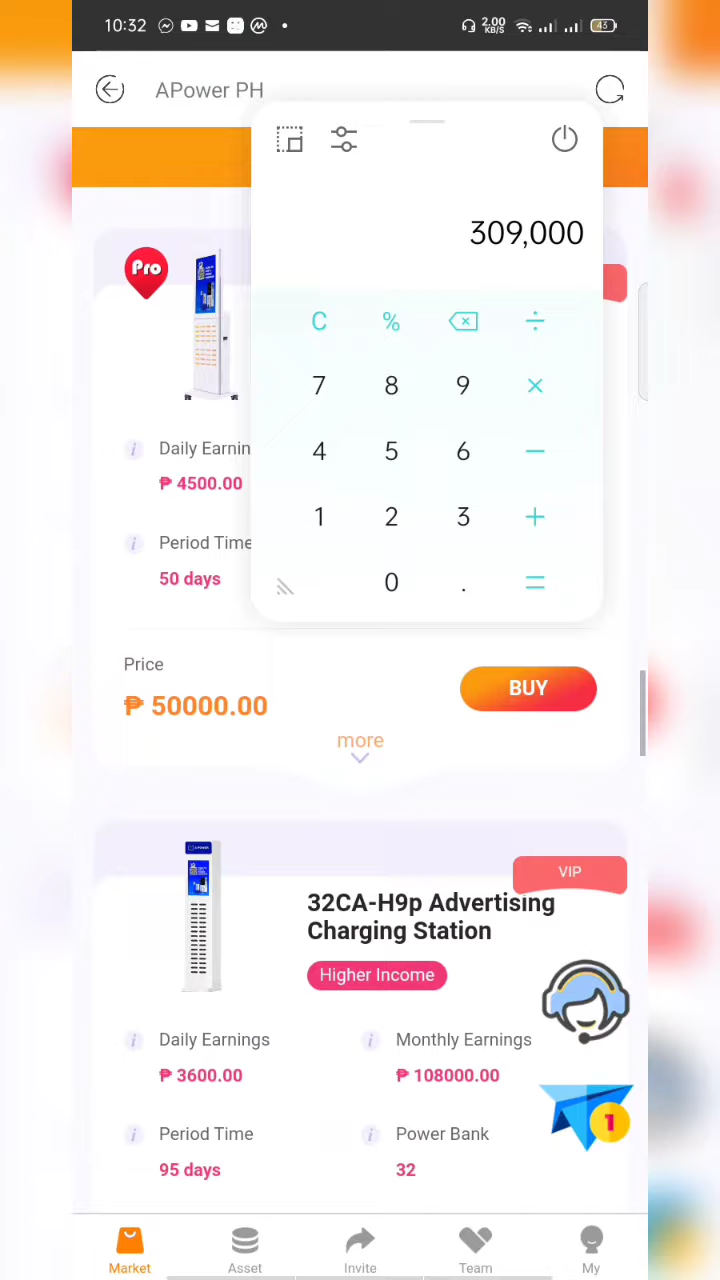 10:32
2.00
KB/S
43
APower PH
309,000
Pro
C % ÷
7 8 9 ×
4 5 6 −
1 2 3 +
0 . =
Daily Earnin
₱ 4500.00
Period Time
50 days
Price
₱ 50000.00
BUY
more
VIP
32CA-H9p Advertising
Charging Station
Higher Income
Daily Earnings
Monthly Earnings
₱ 3600.00
₱ 108000.00
Period Time
Power Bank
95 days
32
1
Market
Asset
Invite
Team
My